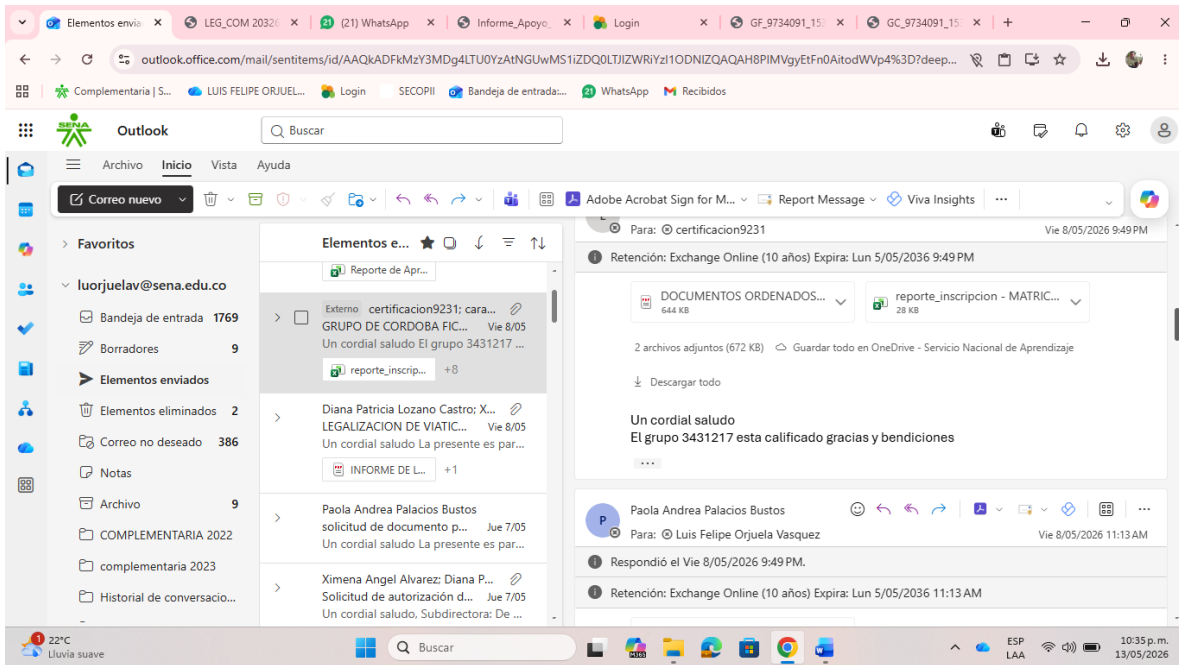 Elementos envia
LEG_COM 20326
(21) WhatsApp
Informe_Apoyo_
Login
GF_9734091_15
GC_9734091_15
outlook.office.com/mail/sentitems/id/AAQkADFkMzY3MDg4LTU0YzAtNGUwMS1iZDQ0LTJIZWRiYzI1ODNIZQAQAH8PIMVgyEtFn0AitodWVp4%3D?deep...
Complementaria | S...
LUIS FELIPE ORJUEL...
Login
SECOPII
Bandeja de entrada:...
WhatsApp
Recibidos
SENA
Outlook
Buscar
Archivo
Inicio
Vista
Ayuda
Correo nuevo
Adobe Acrobat Sign for M...
Report Message
Viva Insights
Favoritos
luorjuelav@sena.edu.co
Bandeja de entrada 1769
Borradores 9
Elementos enviados
Elementos eliminados 2
Correo no deseado 386
Notas
Archivo 9
COMPLEMENTARIA 2022
complementaria 2023
Historial de conversacio...
Elementos e...
Reporte de Apr...
Externo certificacion9231; cara...
GRUPO DE CORDOBA FIC... Vie 8/05
Un cordial saludo El grupo 3431217 ...
reporte_inscrip... +8
Diana Patricia Lozano Castro; X...
LEGALIZACION DE VIATIC... Vie 8/05
Un cordial saludo La presente es par...
INFORME DE L... +1
Paola Andrea Palacios Bustos
solicitud de documento p... Jue 7/05
Un cordial saludo La presente es par...
Ximena Angel Alvarez; Diana P...
Solicitud de autorización d... Jue 7/05
Un cordial saludo, Subdirectora: De ...
Para: certificacion9231
Vie 8/05/2026 9:49 PM
Retención: Exchange Online (10 años) Expira: Lun 5/05/2036 9:49 PM
DOCUMENTOS ORDENADOS...
644 KB
reporte_inscripcion - MATRIC...
28 KB
2 archivos adjuntos (672 KB) Guardar todo en OneDrive - Servicio Nacional de Aprendizaje
Descargar todo
Un cordial saludo
El grupo 3431217 esta calificado gracias y bendiciones
P
Paola Andrea Palacios Bustos
Para: Luis Felipe Orjuela Vasquez
Vie 8/05/2026 11:13 AM
Respondió el Vie 8/05/2026 9:49 PM.
Retención: Exchange Online (10 años) Expira: Lun 5/05/2036 11:13 AM
1
22°C
Lluvia suave
Buscar
M365
ESP
LAA
10:35 p. m.
13/05/2026